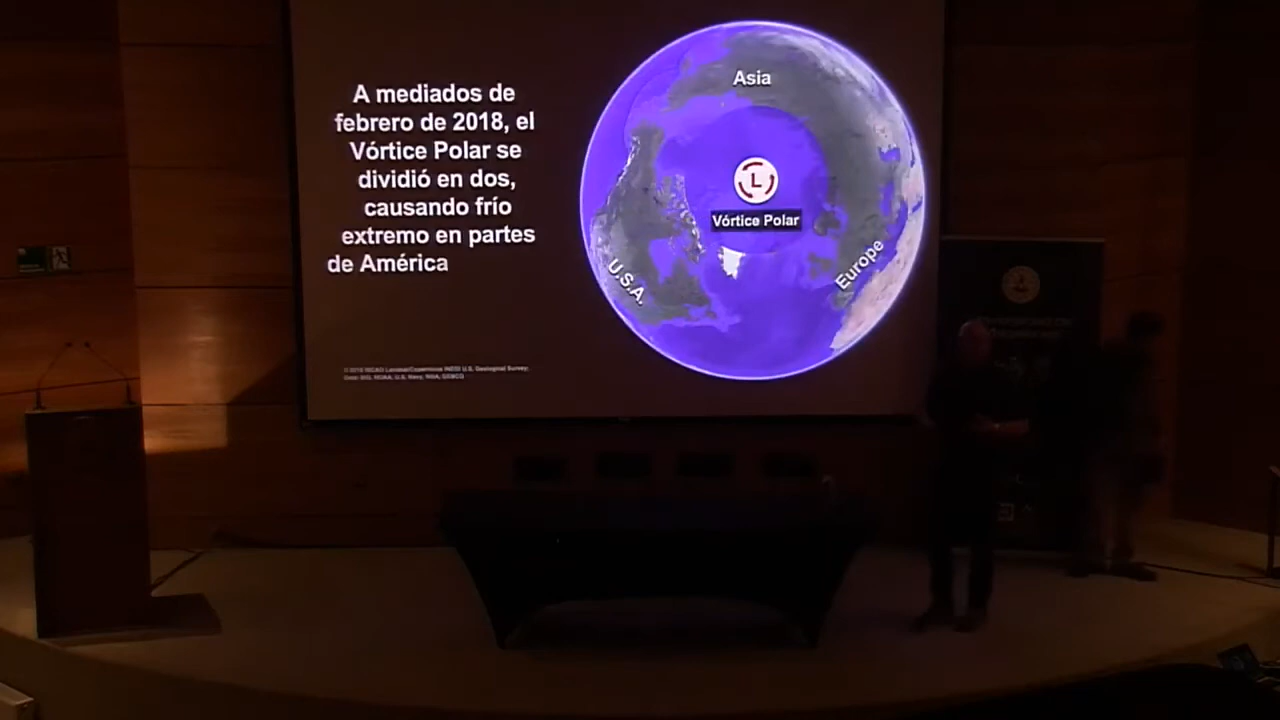 A mediados de
febrero de 2018, el
Vórtice Polar se
dividió en dos,
causando frío
extremo en partes
de América
Asia
L
Vórtice Polar
U.S.A.
Europe